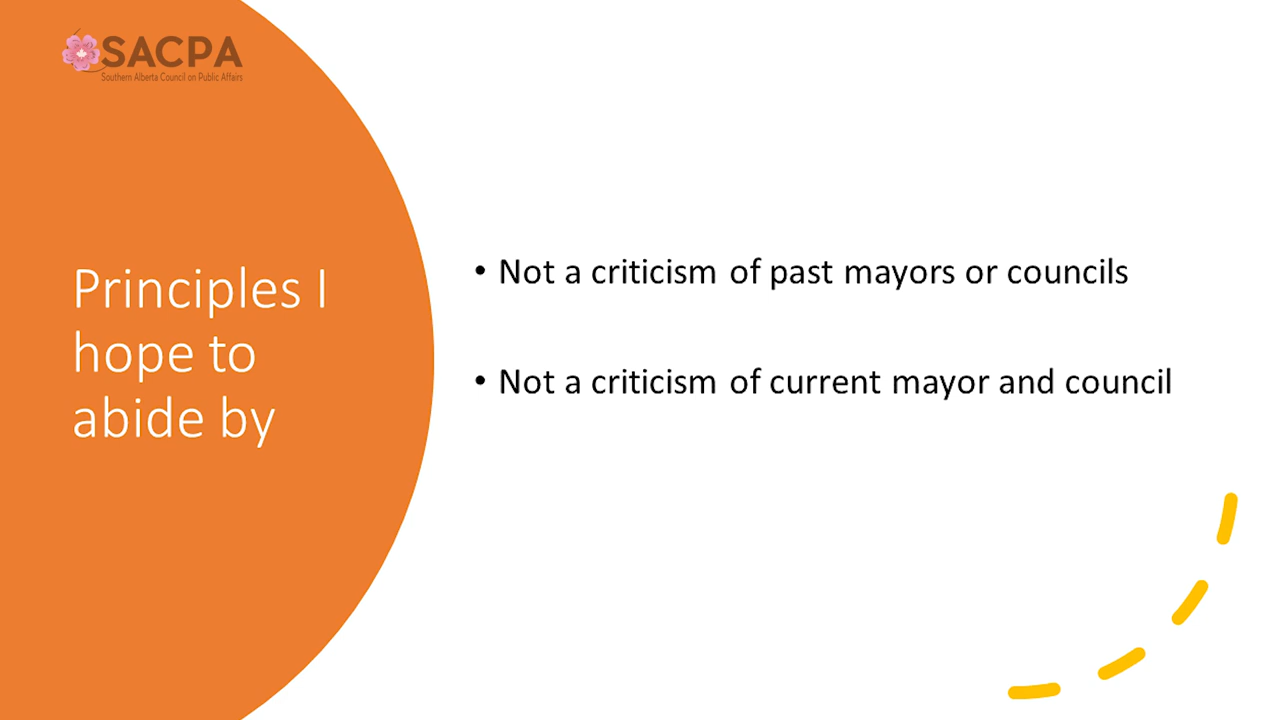 SACPA
Southern Alberta Council on Public Affairs
Principles I
hope to
abide by
• Not a criticism of past mayors or councils
• Not a criticism of current mayor and council